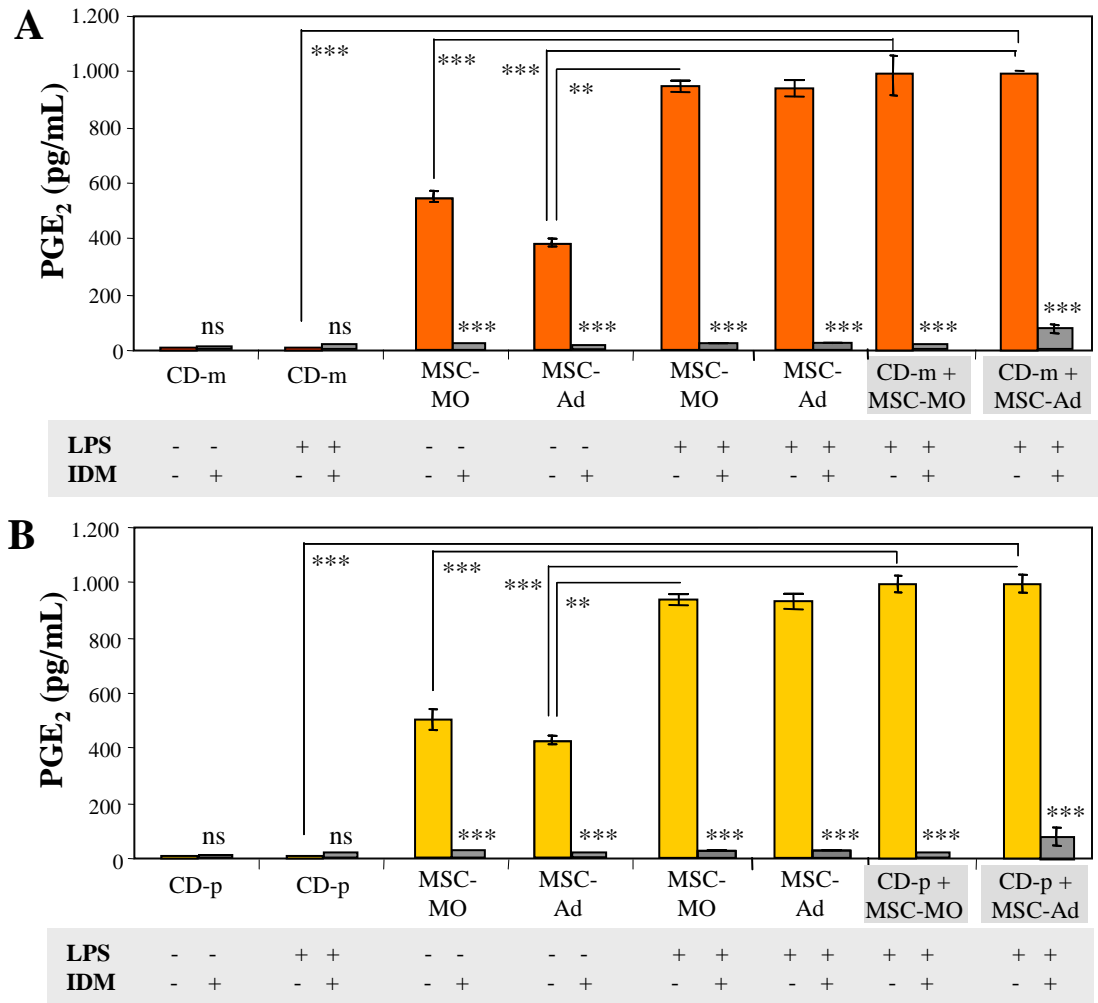 A
PGE₂ (pg/mL)
1.200
1.000
800
600
400
200
0
***
***
***
**
ns
ns
***
***
***
***
***
***
CD-m
CD-m
MSC-
MO
MSC-
Ad
MSC-
MO
MSC-
Ad
CD-m +
MSC-MO
CD-m +
MSC-Ad
LPS - - + + - - - - + + + + + + + +
IDM - + - + - + - + - + - + - + - +
B
PGE₂ (pg/mL)
1.200
1.000
800
600
400
200
0
***
***
***
**
ns
ns
***
***
***
***
***
***
CD-p
CD-p
MSC-
MO
MSC-
Ad
MSC-
MO
MSC-
Ad
CD-p +
MSC-MO
CD-p +
MSC-Ad
LPS - - + + - - - - + + + + + + + +
IDM - + - + - + - + - + - + - + - +